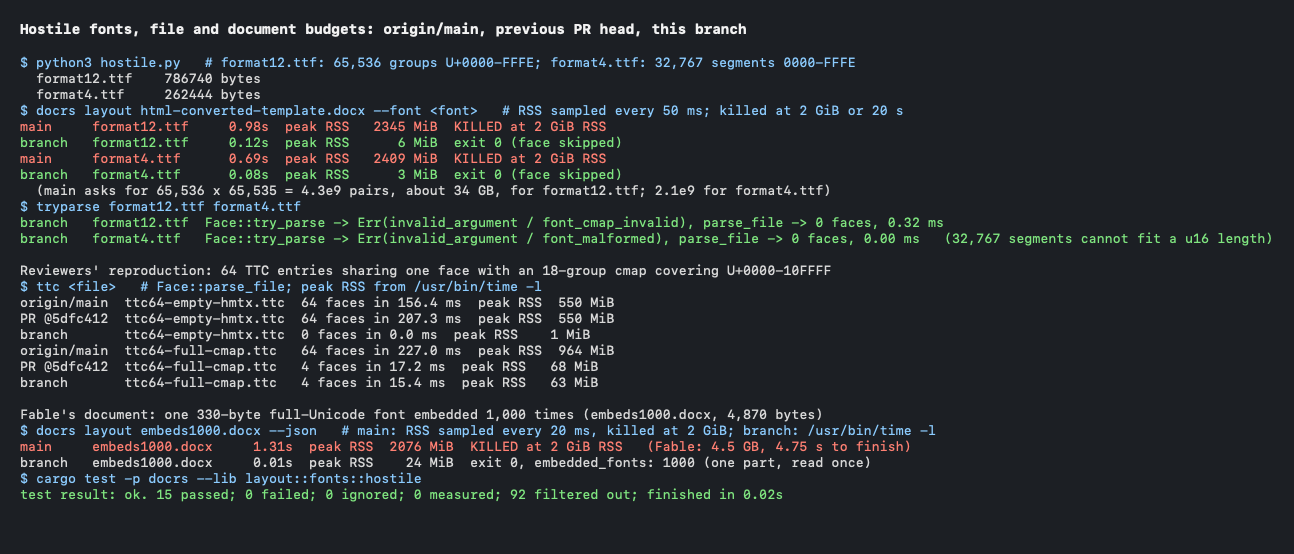 Hostile fonts, file and document budgets: origin/main, previous PR head, this branch
$ python3 hostile.py   # format12.ttf: 65,536 groups U+0000-FFFE; format4.ttf: 32,767 segments 0000-FFFE
  format12.ttf    786740 bytes
  format4.ttf     262444 bytes
$ docrs layout html-converted-template.docx --font <font>   # RSS sampled every 50 ms; killed at 2 GiB or 20 s
main     format12.ttf     0.98s  peak RSS   2345 MiB  KILLED at 2 GiB RSS
branch   format12.ttf     0.12s  peak RSS      6 MiB  exit 0 (face skipped)
main     format4.ttf      0.69s  peak RSS   2409 MiB  KILLED at 2 GiB RSS
branch   format4.ttf      0.08s  peak RSS      3 MiB  exit 0 (face skipped)
  (main asks for 65,536 x 65,535 = 4.3e9 pairs, about 34 GB, for format12.ttf; 2.1e9 for format4.ttf)
$ tryparse format12.ttf format4.ttf
branch   format12.ttf  Face::try_parse -> Err(invalid_argument / font_cmap_invalid), parse_file -> 0 faces, 0.32 ms
branch   format4.ttf   Face::try_parse -> Err(invalid_argument / font_malformed), parse_file -> 0 faces, 0.00 ms   (32,767 segments cannot fit a u16 length)
Reviewers' reproduction: 64 TTC entries sharing one face with an 18-group cmap covering U+0000-10FFFF
$ ttc <file>   # Face::parse_file; peak RSS from /usr/bin/time -l
origin/main  ttc64-empty-hmtx.ttc  64 faces in 156.4 ms  peak RSS  550 MiB
PR @5dfc412  ttc64-empty-hmtx.ttc  64 faces in 207.3 ms  peak RSS  550 MiB
branch       ttc64-empty-hmtx.ttc  0 faces in 0.0 ms  peak RSS    1 MiB
origin/main  ttc64-full-cmap.ttc   64 faces in 227.0 ms  peak RSS  964 MiB
PR @5dfc412  ttc64-full-cmap.ttc   4 faces in 17.2 ms  peak RSS   68 MiB
branch       ttc64-full-cmap.ttc   4 faces in 15.4 ms  peak RSS   63 MiB
Fable's document: one 330-byte full-Unicode font embedded 1,000 times (embeds1000.docx, 4,870 bytes)
$ docrs layout embeds1000.docx --json   # main: RSS sampled every 20 ms, killed at 2 GiB; branch: /usr/bin/time -l
main     embeds1000.docx     1.31s  peak RSS  2076 MiB  KILLED at 2 GiB RSS   (Fable: 4.5 GB, 4.75 s to finish)
branch   embeds1000.docx     0.01s  peak RSS    24 MiB  exit 0, embedded_fonts: 1000 (one part, read once)
$ cargo test -p docrs --lib layout::fonts::hostile
test result: ok. 15 passed; 0 failed; 0 ignored; 0 measured; 92 filtered out; finished in 0.02s